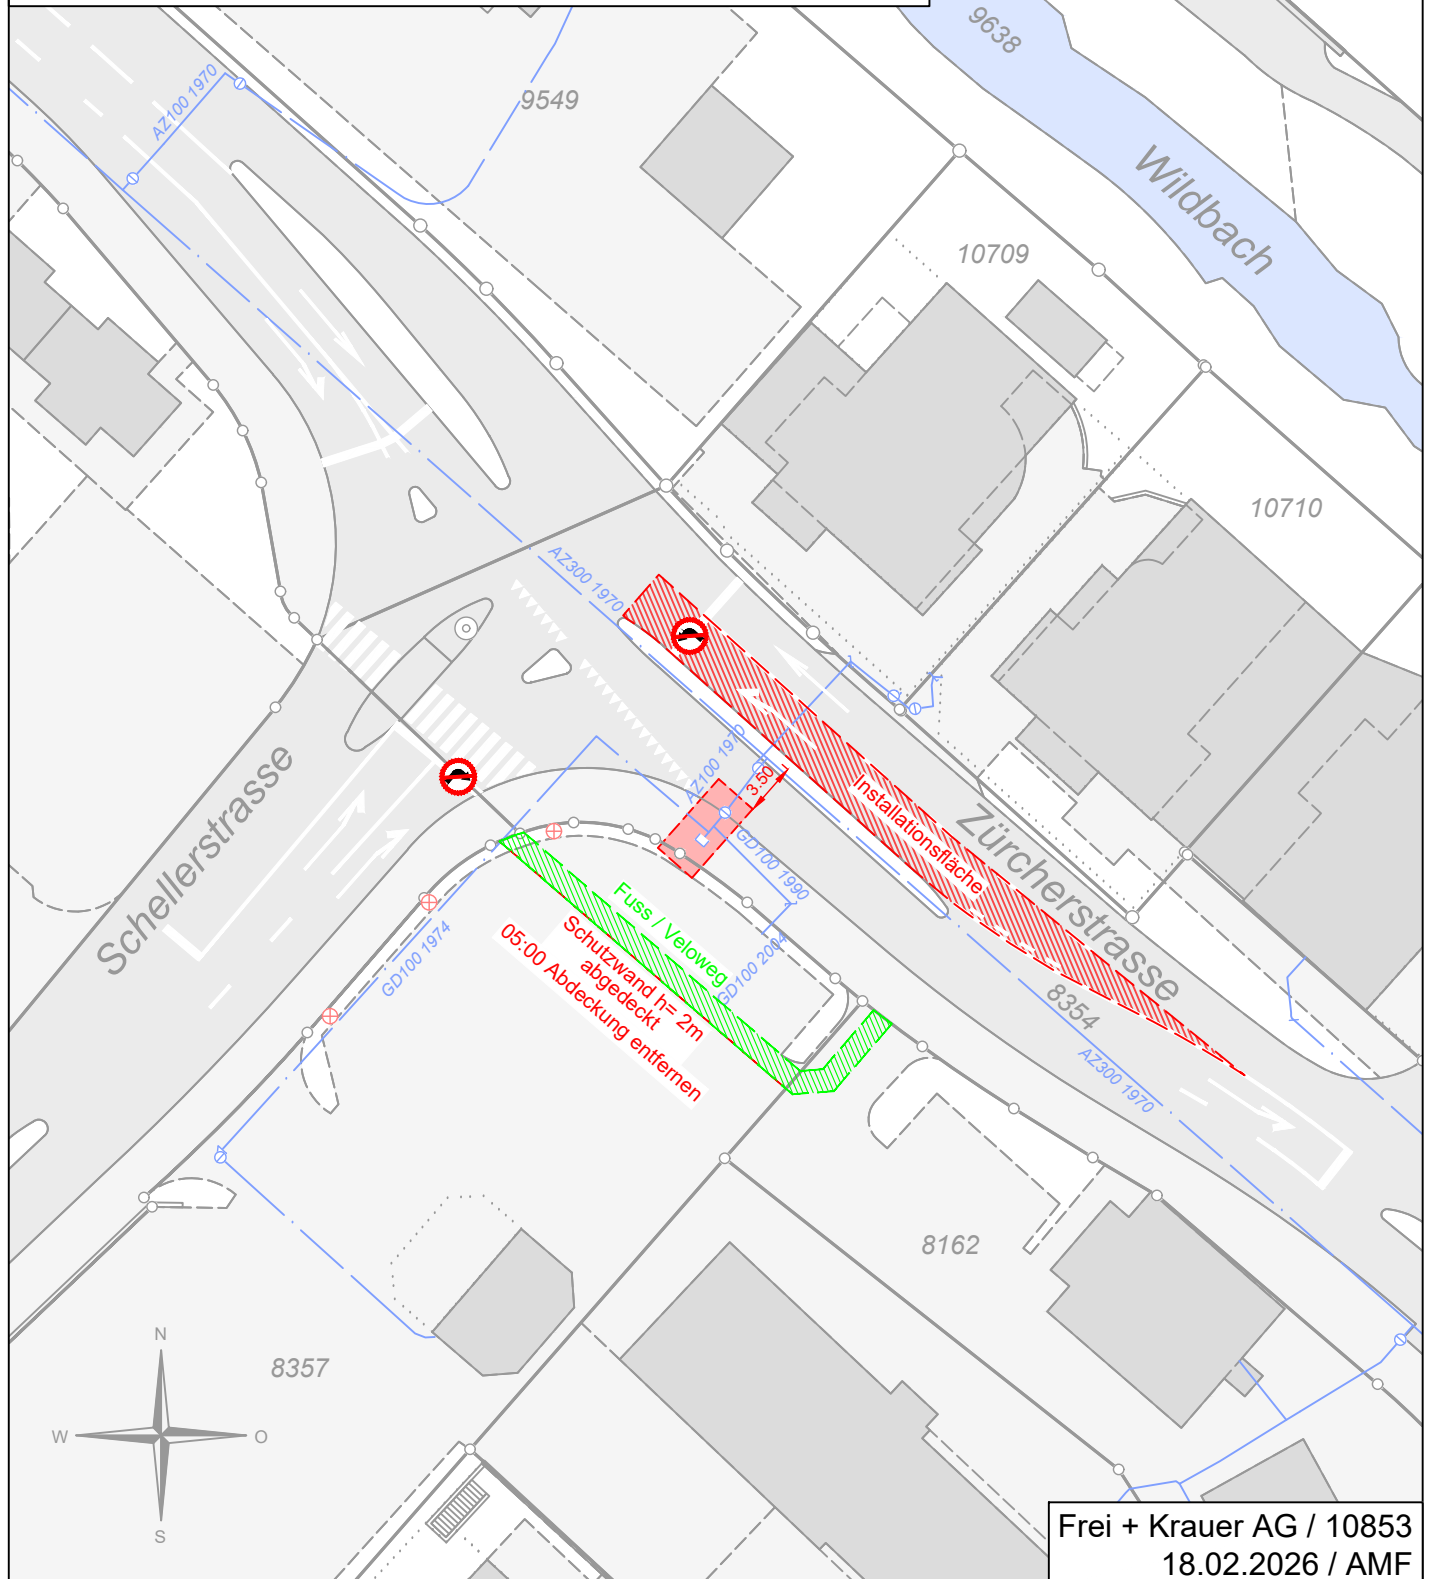 9638
9549
AZ100 1970
Wildbach
10709
10710
AZ300 1970
AZ100 1970
3.50
Installationsfläche
Zürcherstrasse
Schellerstrasse
GD100 1990
Fuss / Veloweg
Schutzwand h= 2m
abgedeckt
05:00 Abdeckung entfernen
GD100 2004
GD100 1974
8354
AZ300 1970
8162
8357
N
W
O
S
Frei + Krauer AG / 10853
18.02.2026 / AMF